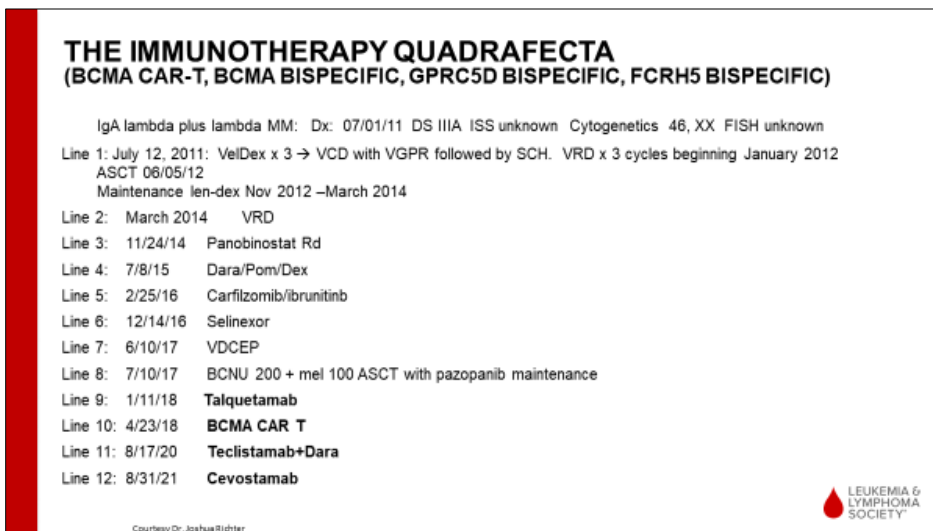 THE IMMUNOTHERAPY QUADRAFECTA
(BCMA CAR-T, BCMA BISPECIFIC, GPRC5D BISPECIFIC, FCRH5 BISPECIFIC)
IgA lambda plus lambda MM: Dx: 07/01/11 DS IIIA ISS unknown Cytogenetics 46, XX FISH unknown
Line 1: July 12, 2011: VelDex x 3 → VCD with VGPR followed by SCH. VRD x 3 cycles beginning January 2012
ASCT 06/05/12
Maintenance len-dex Nov 2012 –March 2014
Line 2: March 2014 VRD
Line 3: 11/24/14 Panobinostat Rd
Line 4: 7/8/15 Dara/Pom/Dex
Line 5: 2/25/16 Carfilzomib/ibrunitinb
Line 6: 12/14/16 Selinexor
Line 7: 6/10/17 VDCEP
Line 8: 7/10/17 BCNU 200 + mel 100 ASCT with pazopanib maintenance
Line 9: 1/11/18 Talquetamab
Line 10: 4/23/18 BCMA CAR T
Line 11: 8/17/20 Teclistamab+Dara
Line 12: 8/31/21 Cevostamab
LEUKEMIA &
LYMPHOMA
SOCIETY
Courtesy Dr. Joshua Richter